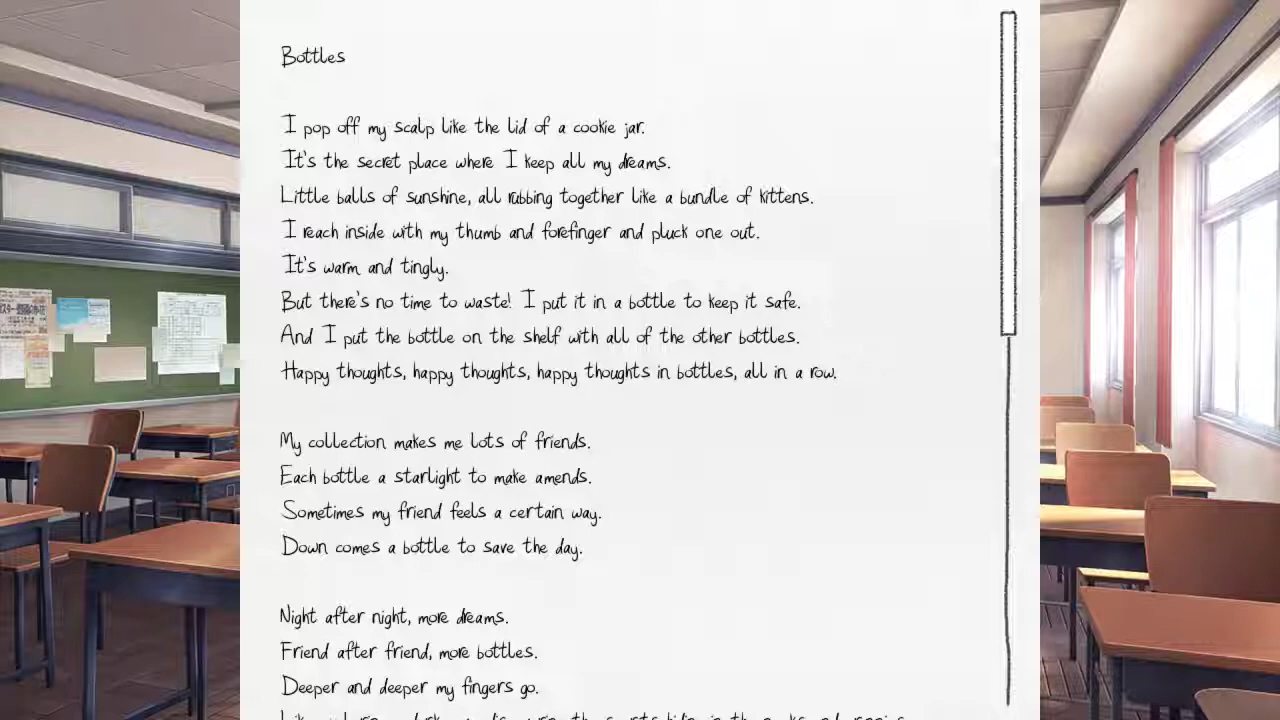 Bottles
I pop off my scalp like the lid of a cookie jar.
It's the secret place where I keep all my dreams.
Little balls of sunshine, all rubbing together like a bundle of kittens.
I reach inside with my thumb and forefinger and pluck one out.
It's warm and tingly.
But there's no time to waste! I put it in a bottle to keep it safe.
And I put the bottle on the shelf with all of the other bottles.
Happy thoughts, happy thoughts, happy thoughts in bottles, all in a row.
My collection makes me lots of friends.
Each bottle a starlight to make amends.
Sometimes my friend feels a certain way.
Down comes a bottle to save the day.
Night after night, more dreams.
Friend after friend, more bottles.
Deeper and deeper my fingers go.